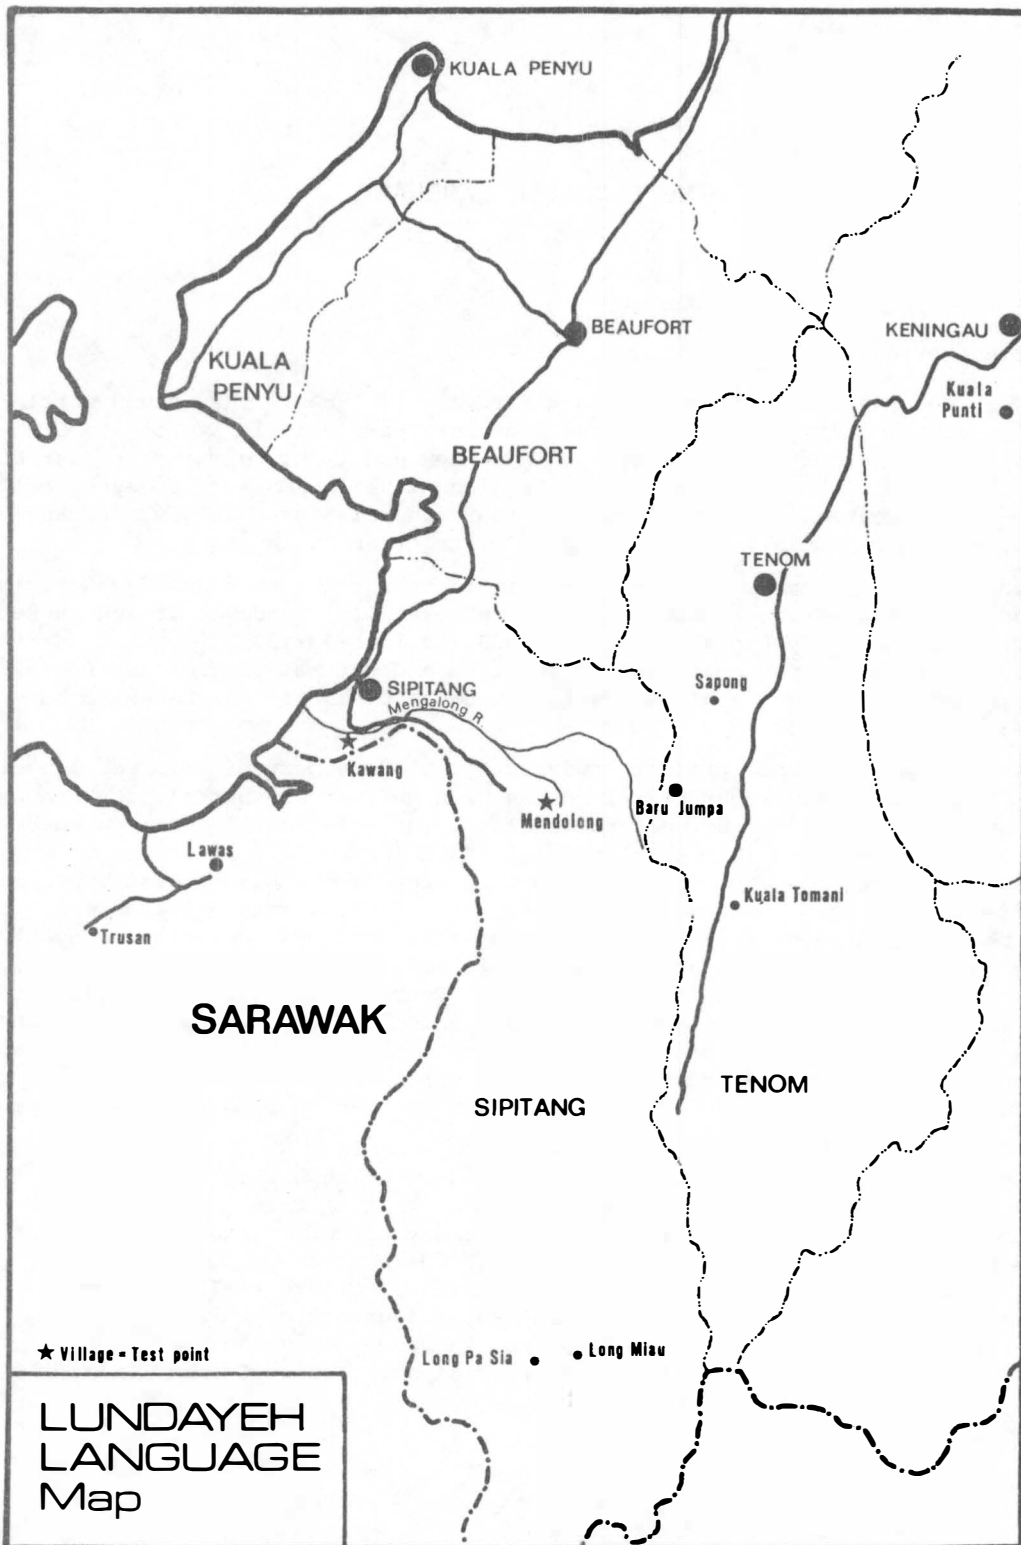 KUALA PENYU
BEAUFORT
KENINGAU
KUALA
PENYU
Kuala
Punti
BEAUFORT
TENOM
SIPITANG
Mengalong R.
Sapong
Kawang
Baru Jumpa
Mendolong
Lawas
Kuala Tomani
Trusan
SARAWAK
TENOM
SIPITANG
★ Village = Test point
Long Pa Sia
Long Miau
LUNDAYEH
LANGUAGE
Map